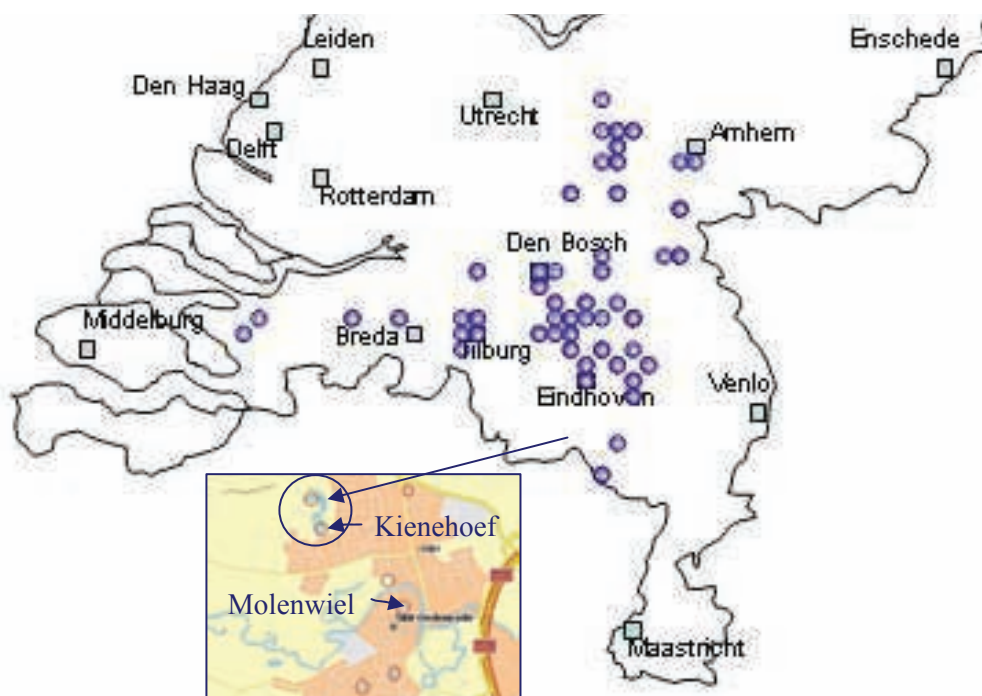 Leiden
Enschede
Den Haag
Utrecht
Arnhem
Delft
Rotterdam
Den Bosch
Middelburg
Breda
Tilburg
Eindhoven
Venlo
Kienehoef
Molenwiel
Maastricht